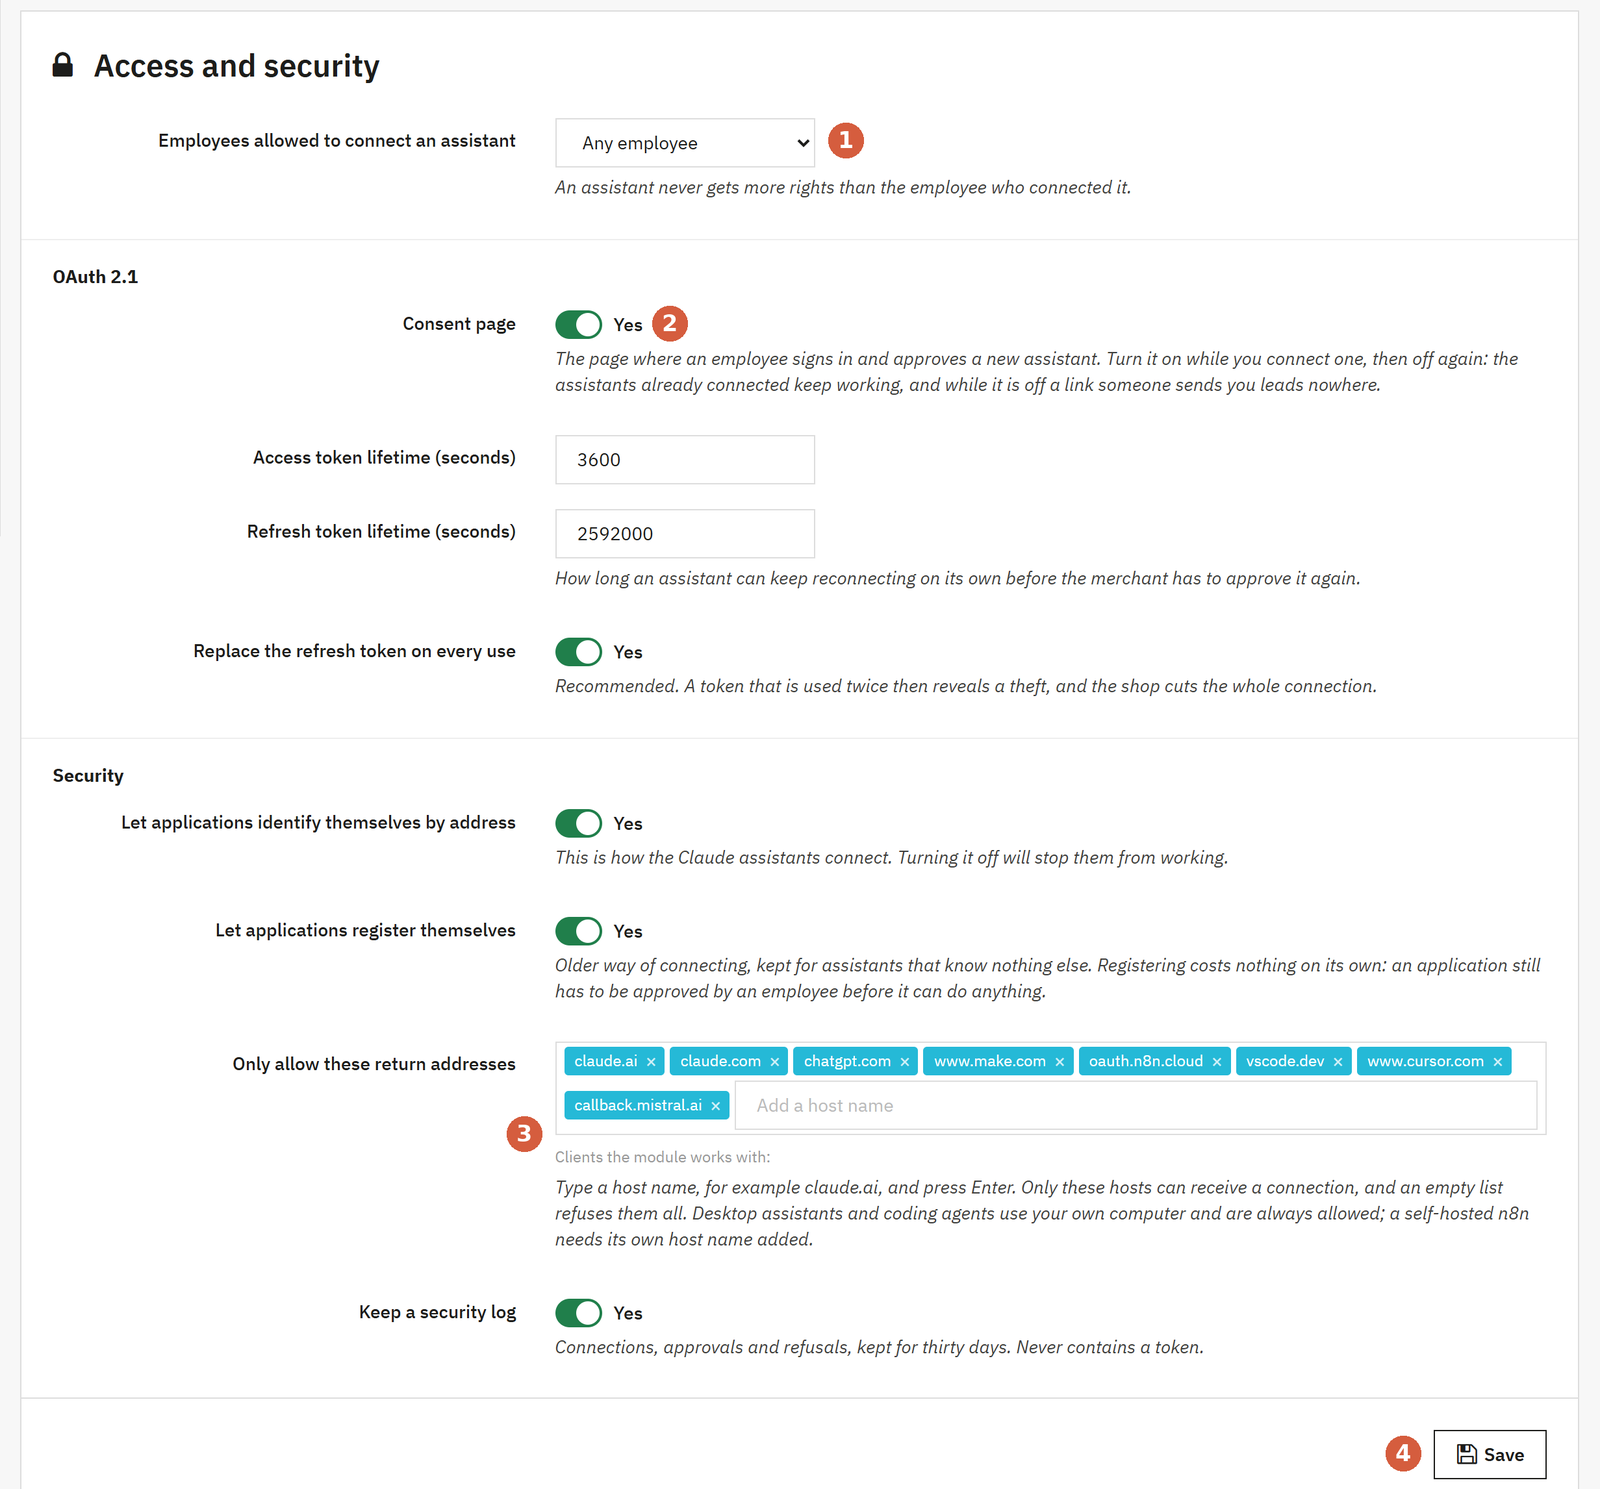 Access and security
Employees allowed to connect an assistant
Any employee
1
An assistant never gets more rights than the employee who connected it.
OAuth 2.1
Consent page
Yes
2
The page where an employee signs in and approves a new assistant. Turn it on while you connect one, then off again: the
assistants already connected keep working, and while it is off a link someone sends you leads nowhere.
Access token lifetime (seconds)
3600
Refresh token lifetime (seconds)
2592000
How long an assistant can keep reconnecting on its own before the merchant has to approve it again.
Replace the refresh token on every use
Yes
Recommended. A token that is used twice then reveals a theft, and the shop cuts the whole connection.
Security
Let applications identify themselves by address
Yes
This is how the Claude assistants connect. Turning it off will stop them from working.
Let applications register themselves
Yes
Older way of connecting, kept for assistants that know nothing else. Registering costs nothing on its own: an application still
has to be approved by an employee before it can do anything.
Only allow these return addresses
claude.ai × claude.com × chatgpt.com × www.make.com × oauth.n8n.cloud × vscode.dev × www.cursor.com ×
callback.mistral.ai × Add a host name
3
Clients the module works with:
Type a host name, for example claude.ai, and press Enter. Only these hosts can receive a connection, and an empty list
refuses them all. Desktop assistants and coding agents use your own computer and are always allowed; a self-hosted n8n
needs its own host name added.
Keep a security log
Yes
Connections, approvals and refusals, kept for thirty days. Never contains a token.
4
Save